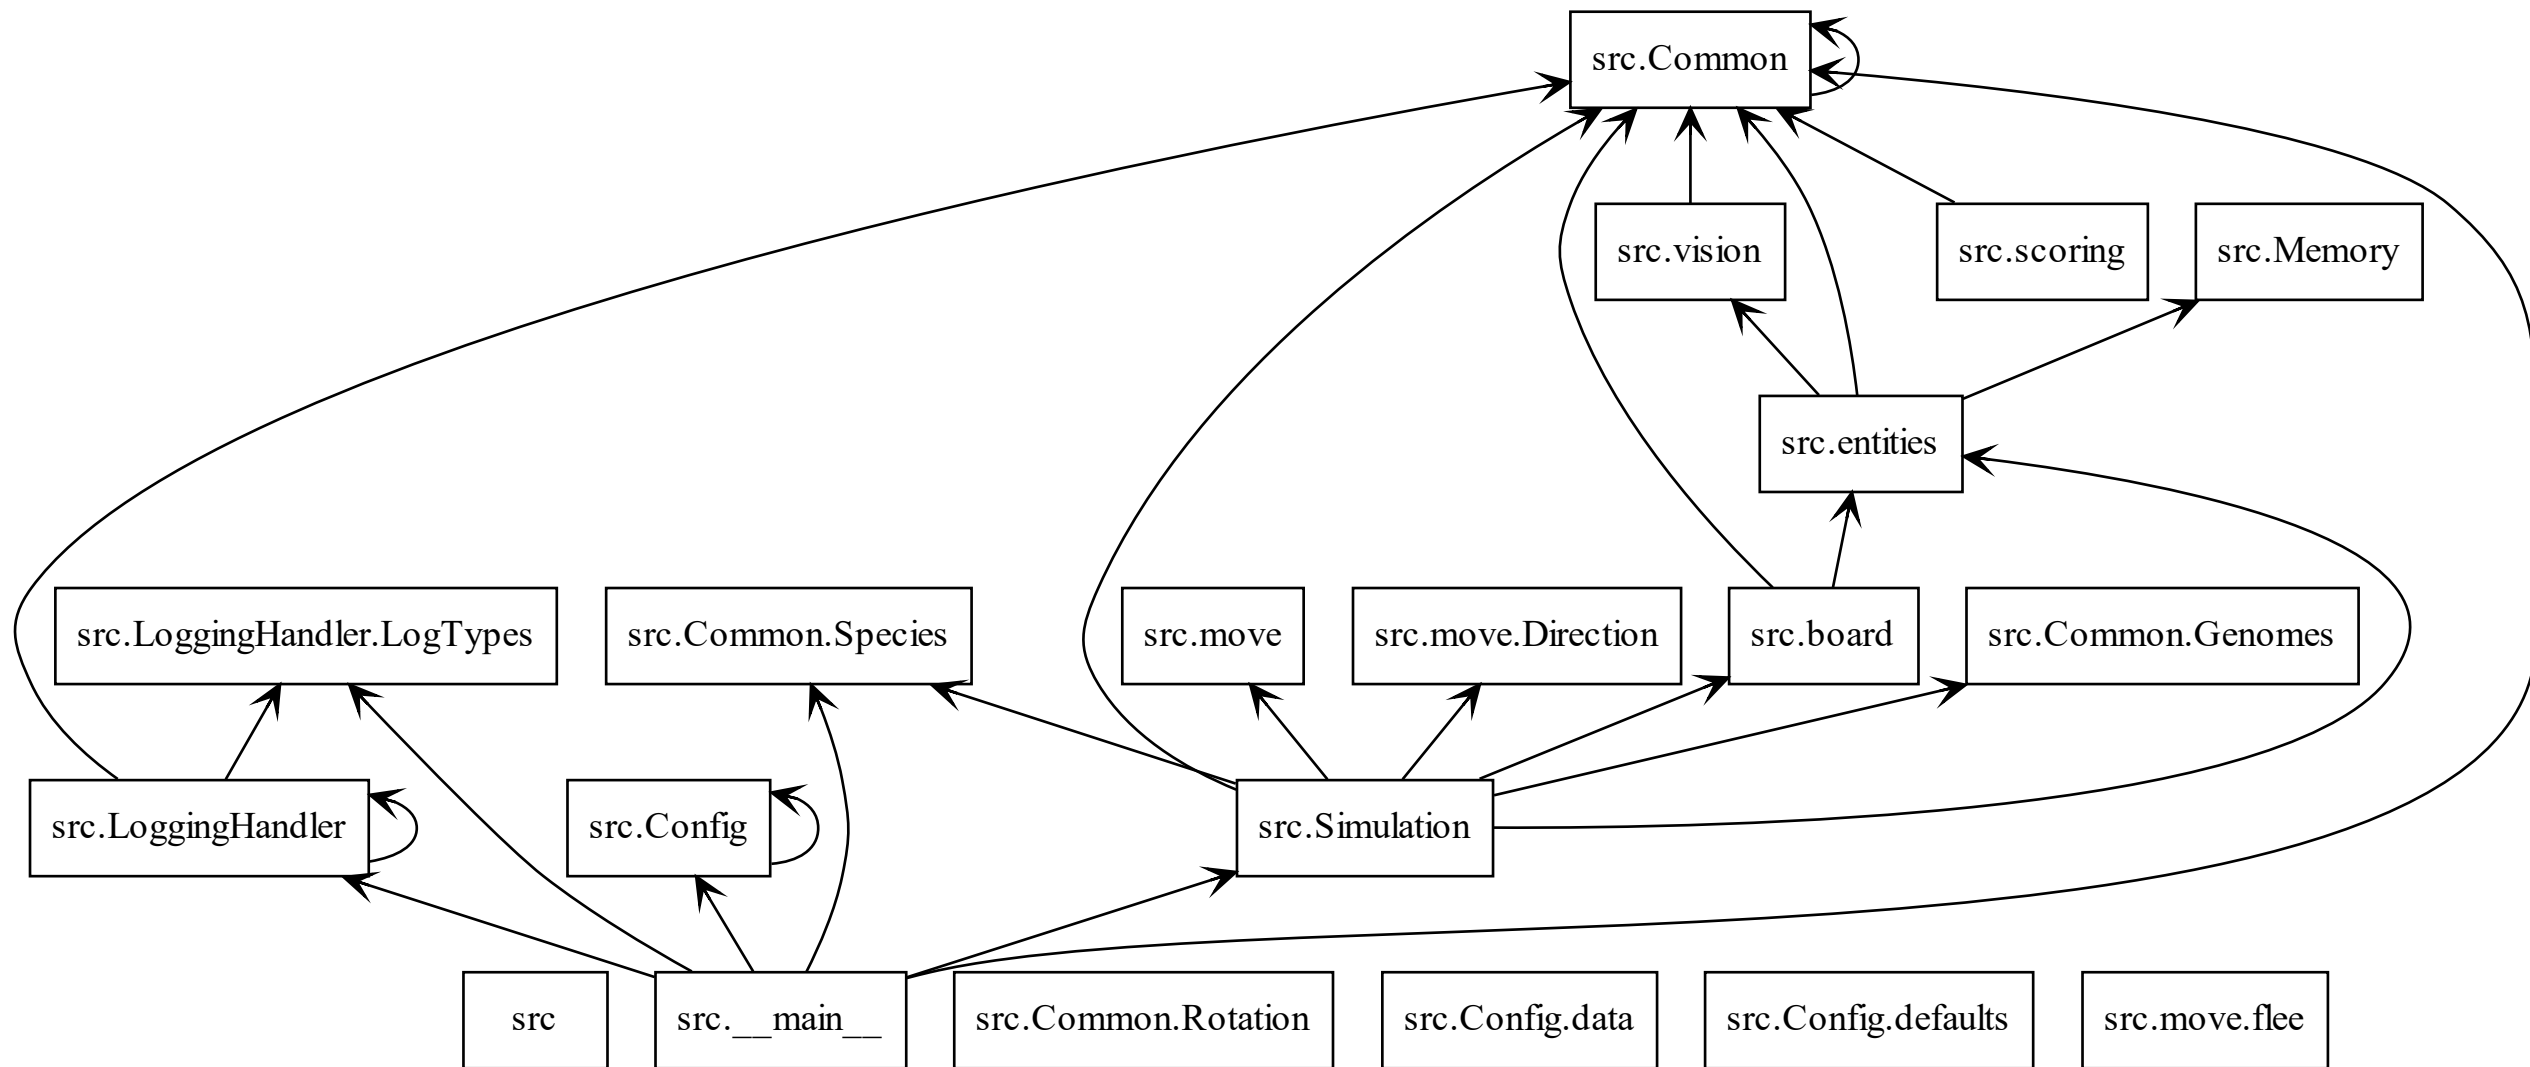 src.Common
src.vision
src.scoring
src.Memory
src.entities
src.LoggingHandler.LogTypes
src.Common.Species
src.move
src.move.Direction
src.board
src.Common.Genomes
src.LoggingHandler
src.Config
src.Simulation
src
src.__main__
src.Common.Rotation
src.Config.data
src.Config.defaults
src.move.flee